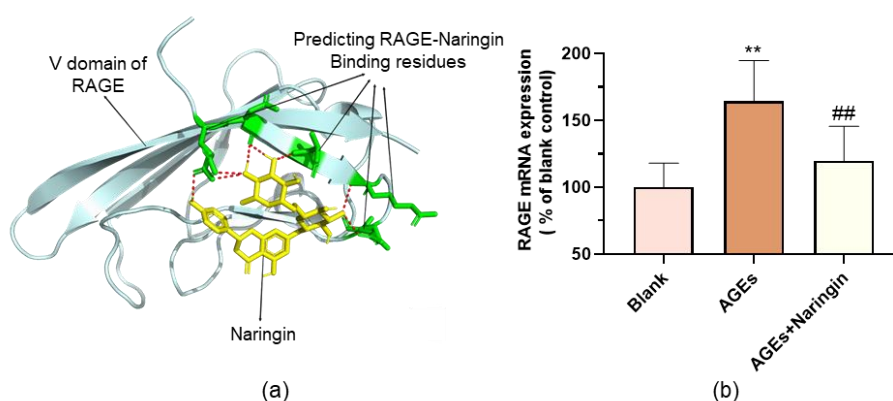 V domain of
RAGE
Predicting RAGE-Naringin
Binding residues
Naringin
(a)
RAGE mRNA expression
( % of blank control)
200
150
100
50
**
##
Blank
AGEs
AGEs+Naringin
(b)